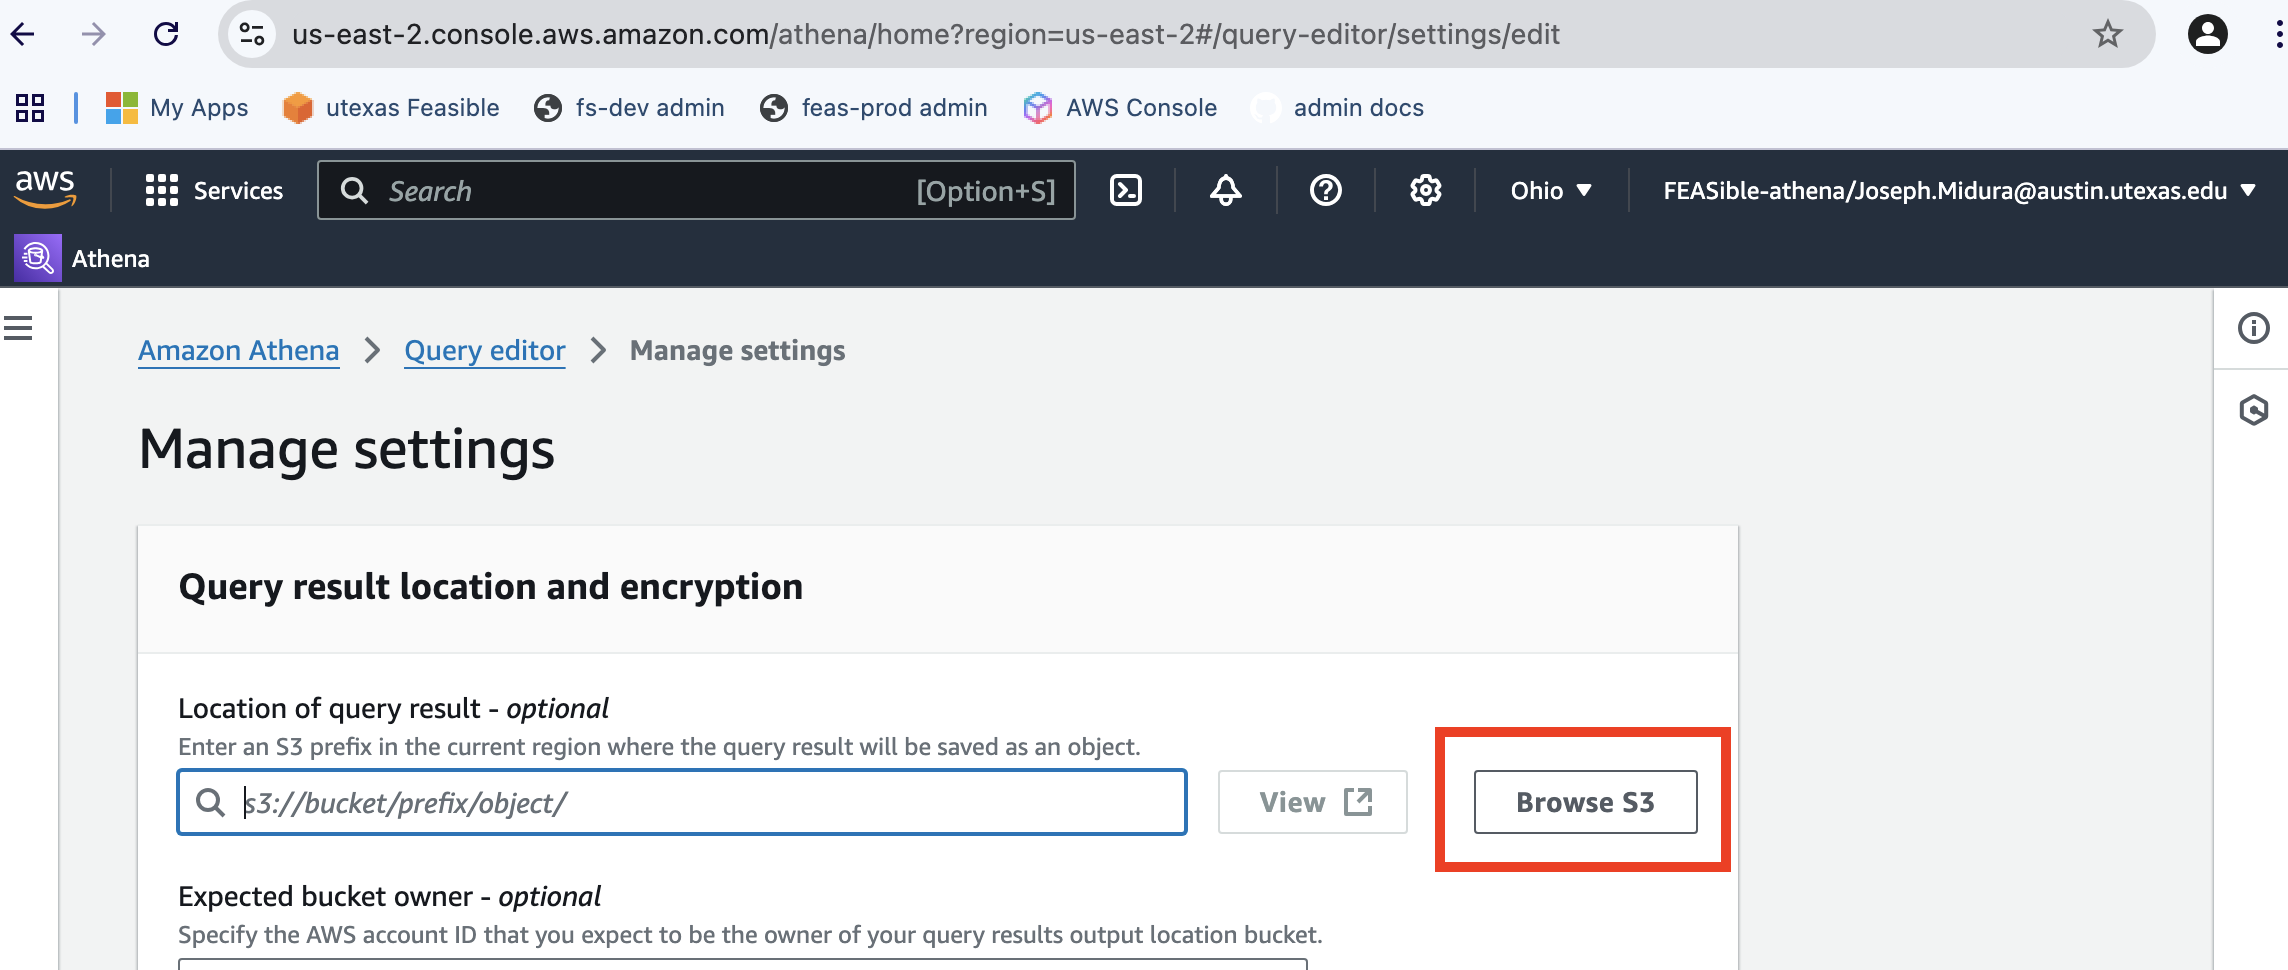 us-east-2.console.aws.amazon.com/athena/home?region=us-east-2#/query-editor/settings/edit
My Apps utexas Feasible fs-dev admin feas-prod admin AWS Console admin docs
aws Services Search [Option+S] Ohio FEASible-athena/Joseph.Midura@austin.utexas.edu
Athena
Amazon Athena Query editor Manage settings
Manage settings
Query result location and encryption
Location of query result - optional
Enter an S3 prefix in the current region where the query result will be saved as an object.
s3://bucket/prefix/object/ View Browse S3
Expected bucket owner - optional
Specify the AWS account ID that you expect to be the owner of your query results output location bucket.